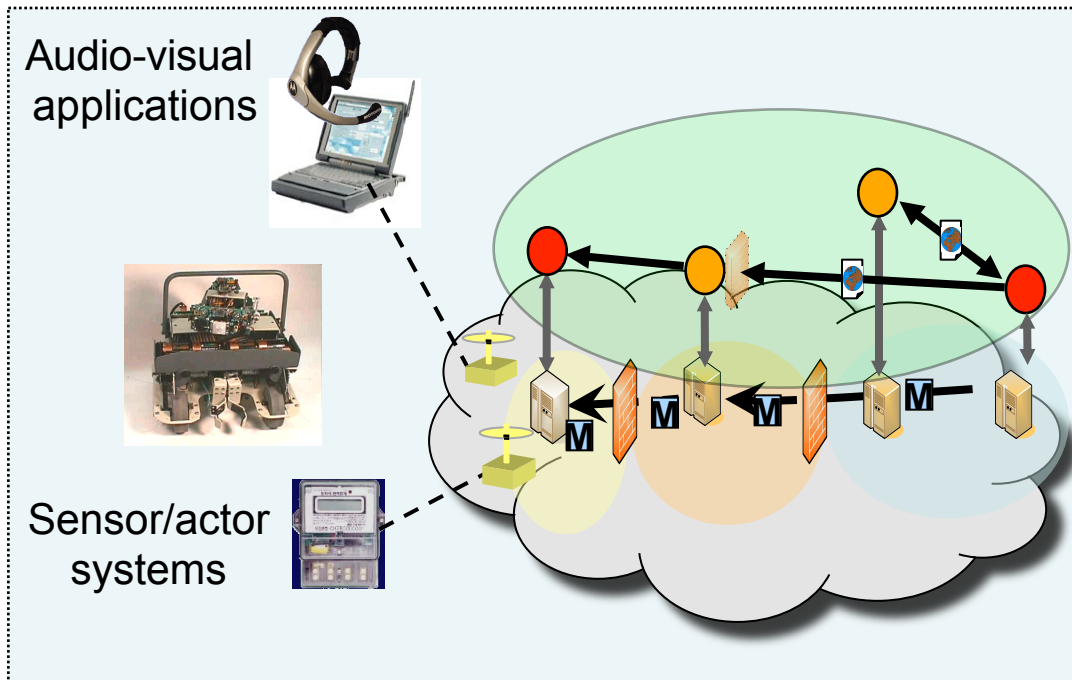 Audio-visual
applications
M
M
M
Sensor/actor
systems